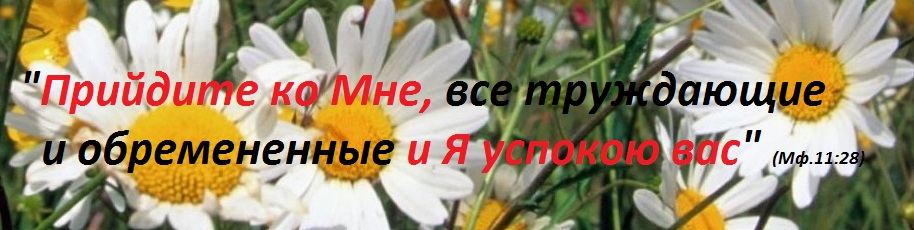 "Прийдите ко Мне, все труждающие
и обремененные и Я успокою вас" (Мф.11:28)